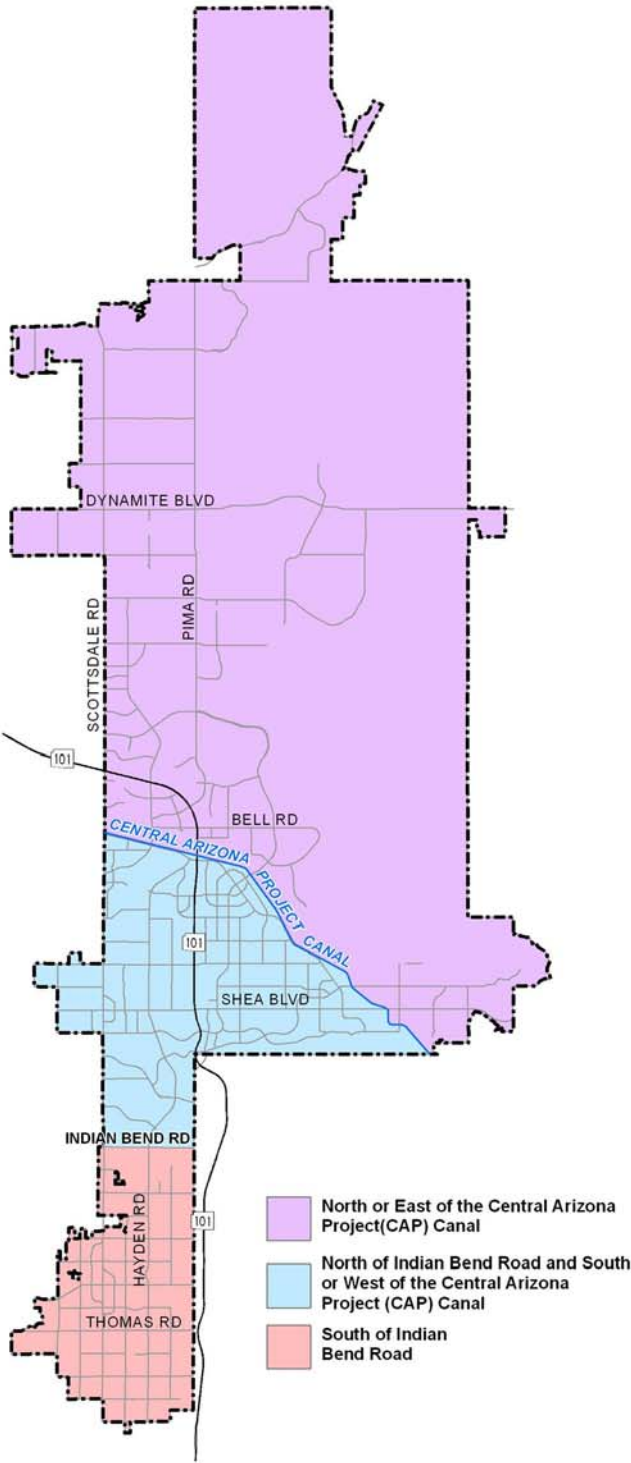 DYNAMITE BLVD
SCOTTSDALE RD
PIMA RD
101
BELL RD
CENTRAL ARIZONA PROJECT CANAL
101
SHEA BLVD
INDIAN BEND RD
HAYDEN RD
101
THOMAS RD
North or East of the Central Arizona
Project(CAP) Canal
North of Indian Bend Road and South
or West of the Central Arizona
Project (CAP) Canal
South of Indian
Bend Road